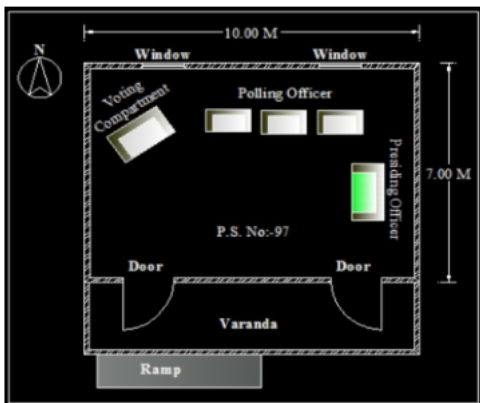 10.00 M
N
Window
Window
Voting
Compartment
Polling Officer
Presiding Officer
7.00 M
P.S. No:-97
Door
Door
Varanda
Ramp